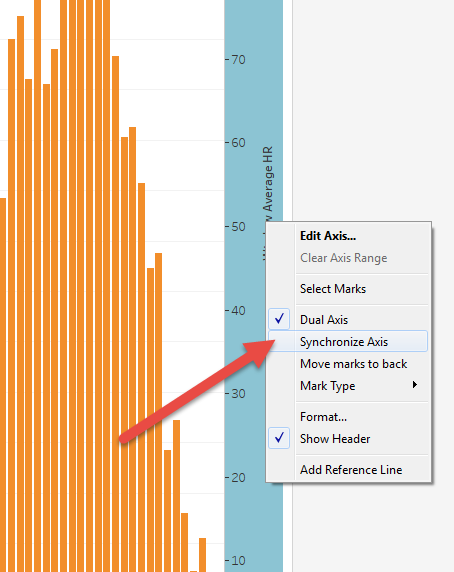 70
60
50
40
30
20
10
Average HR
Edit Axis...
Clear Axis Range
Select Marks
Dual Axis
Synchronize Axis
Move marks to back
Mark Type
Format...
Show Header
Add Reference Line